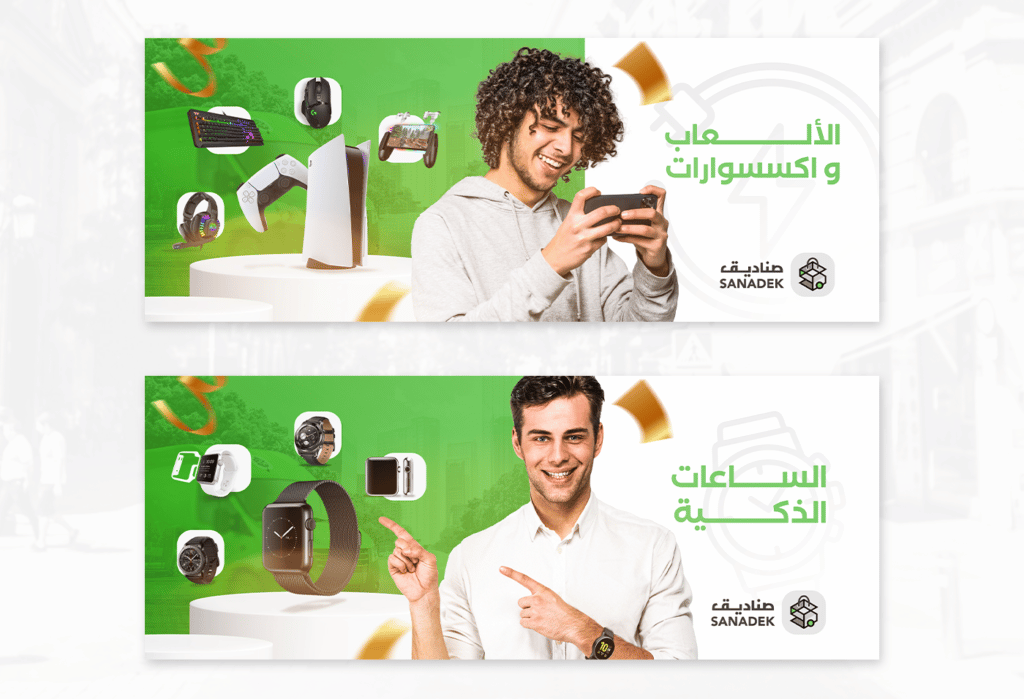 الألعاب
و اكسسوارات
صناديق
SANADEK
الساعات
الذكية
صناديق
SANADEK